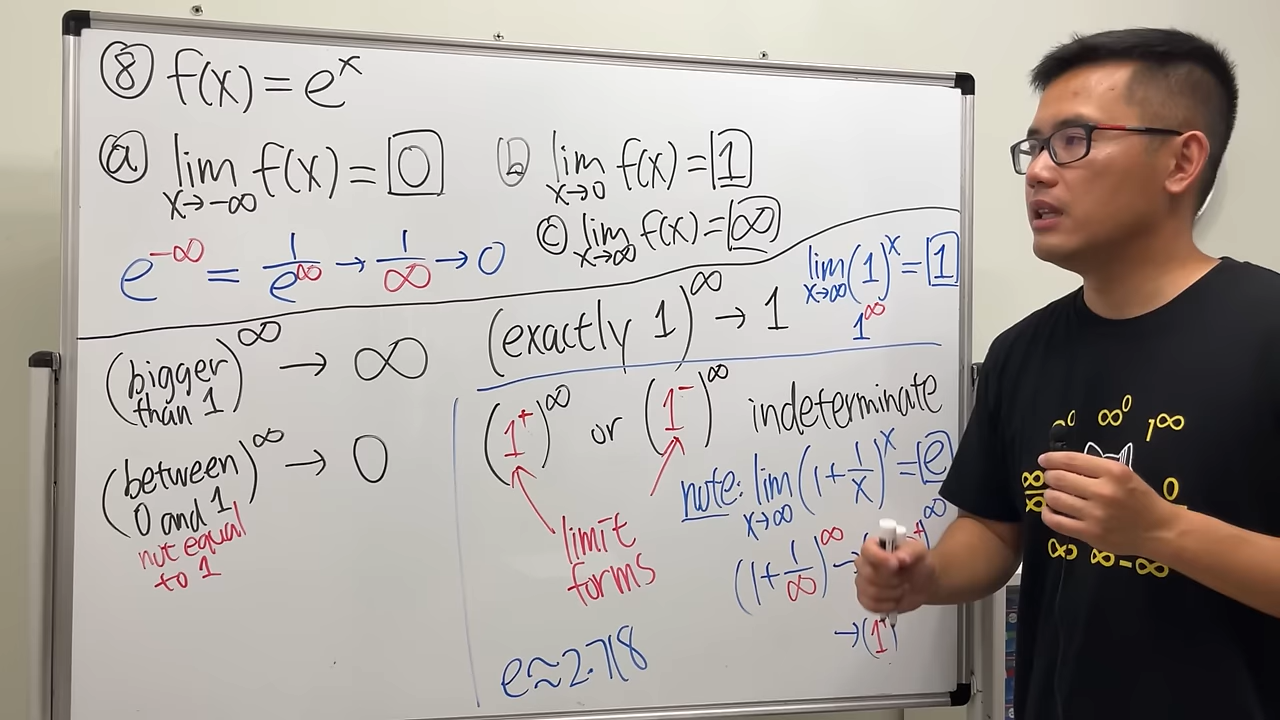 ⑧ f(x) = e^x
ⓐ lim x→-∞ f(x) = 0
ⓑ lim x→0 f(x) = 1
ⓒ lim x→∞ f(x) = ∞
e^-∞ = 1/e^∞ → 1/∞ → 0
lim x→∞ (1)^x = 1
1^∞
(exactly 1)^∞ → 1
(bigger than 1)^∞ → ∞
(between 0 and 1)^∞ → 0
not equal
to 1
(1⁺)^∞ or (1⁻)^∞ indeterminate
limit
forms
note: lim x→∞ (1+1/x)^x = e
(1+1/∞)^∞ →
→(1⁺)
e≈2.718
∞^0 1^∞
0
∞-∞